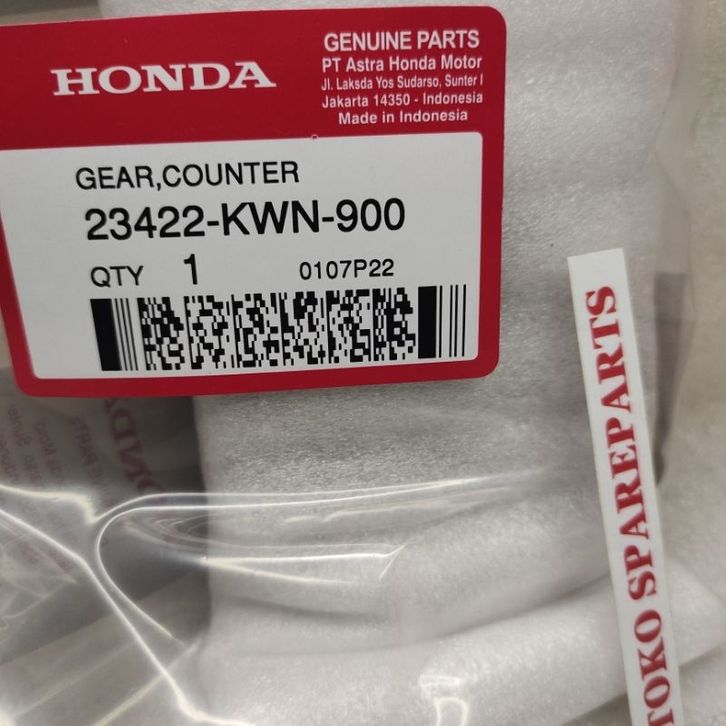 HONDA
GENUINE PARTS
PT Astra Honda Motor
Jl. Laksda Yos Sudarso, Sunter I
Jakarta 14350 - Indonesia
Made in Indonesia
GEAR,COUNTER
23422-KWN-900
QTY 1 0107P22
TOKO SPAREPARTS